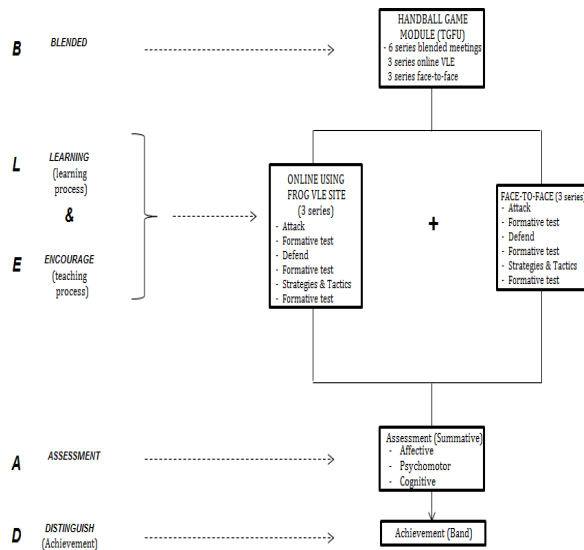 HANDBALL GAME
MODULE (TGFU)
- 6 series blended meetings
3 series online VLE
3 series face-to-face
B BLENDED
L LEARNING
(learning
process)
&
E ENCOURAGE
(teaching
process)
ONLINE USING
FROG VLE SITE
(3 series)
- Attack
- Formative test
- Defend
- Formative test
- Strategies & Tactics
- Formative test
+
FACE-TO-FACE (3 series)
- Attack
- Formative test
- Defend
- Formative test
- Strategies & Tactics
- Formative test
A ASSESSMENT
Assessment (Summative)
- Affective
- Psychomotor
- Cognitive
D DISTINGUISH
(Achievement)
Achievement (Band)